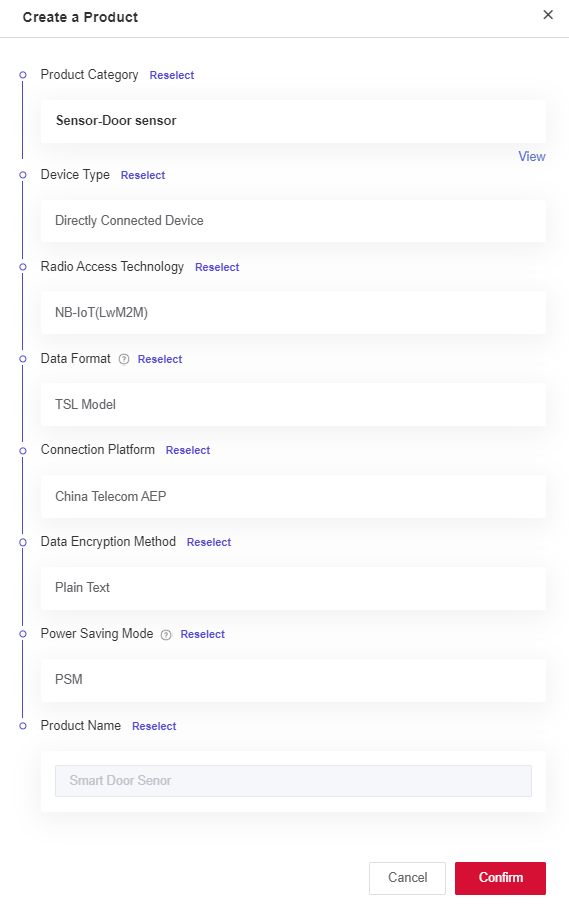 Create a Product
Product Category Reselect
Sensor-Door sensor
View
Device Type Reselect
Directly Connected Device
Radio Access Technology Reselect
NB-IoT(LwM2M)
Data Format ? Reselect
TSL Model
Connection Platform Reselect
China Telecom AEP
Data Encryption Method Reselect
Plain Text
Power Saving Mode ? Reselect
PSM
Product Name Reselect
Smart Door Senor
Cancel Confirm